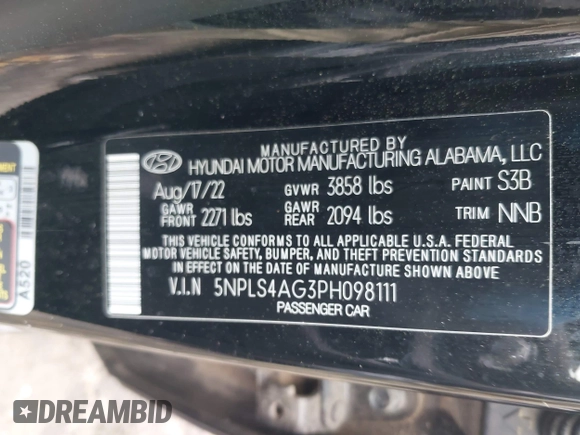 MANUFACTURED BY
HYUNDAI MOTOR MANUFACTURING ALABAMA, LLC
Aug/17/22 GVWR 3858 lbs PAINT S3B
GAWR FRONT 2271 lbs GAWR REAR 2094 lbs TRIM NNB
THIS VEHICLE CONFORMS TO ALL APPLICABLE U.S.A. FEDERAL
MOTOR VEHICLE SAFETY, BUMPER, AND THEFT PREVENTION STANDARDS
IN EFFECT ON THE DATE OF MANUFACTURE SHOWN ABOVE
V.I.N 5NPLS4AG3PH098111
PASSENGER CAR
A520
DREAMBID